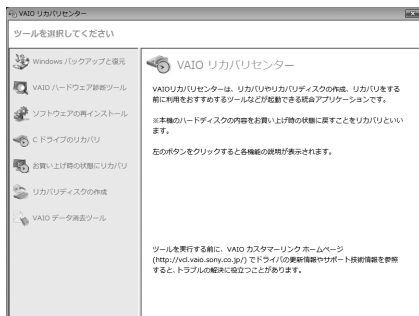 VAIO リカバリセンター
ツールを選択してください
Windows バックアップと復元
VAIO ハードウェア診断ツール
ソフトウェアの再インストール
C ドライブのリカバリ
お買い上げ時の状態にリカバリ
リカバリディスクの作成
VAIO データ消去ツール
VAIO リカバリセンター
VAIOリカバリセンターは、リカバリやリカバリディスクの作成、リカバリをする
前に利用をおすすめするツールなどが起動できる統合アプリケーションです。
※本機のハードディスクの内容をお買い上げ時の状態に戻すことをリカバリといい
ます。
左のボタンをクリックすると各機能の説明が表示されます。
ツールを実行する前に、VAIO カスタマーリンク ホームページ
(http://vcl.vaio.sony.co.jp/) でドライバの更新情報やサポート技術情報を参照
すると、トラブルの解決に役立つことがあります。